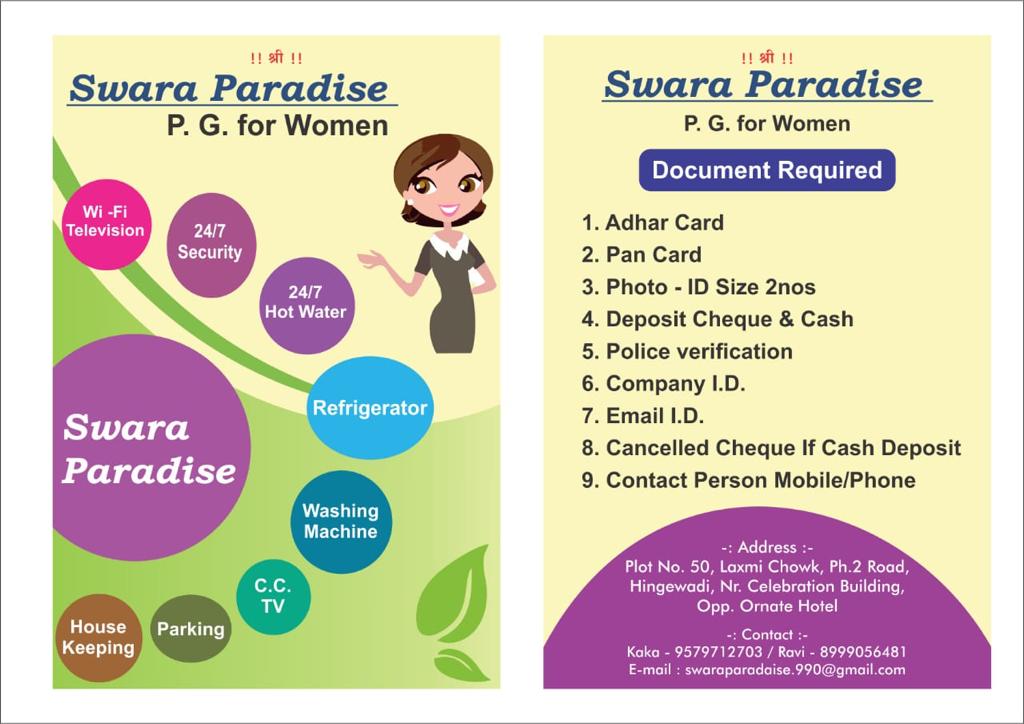 !! श्री !!
Swara Paradise
P. G. for Women
Wi -Fi
Television
24/7
Security
24/7
Hot Water
Refrigerator
Swara
Paradise
Washing
Machine
C.C.
TV
House
Keeping
Parking
!! श्री !!
Swara Paradise
P. G. for Women
Document Required
1. Adhar Card
2. Pan Card
3. Photo - ID Size 2nos
4. Deposit Cheque & Cash
5. Police verification
6. Company I.D.
7. Email I.D.
8. Cancelled Cheque If Cash Deposit
9. Contact Person Mobile/Phone
-: Address :-
Plot No. 50, Laxmi Chowk, Ph.2 Road,
Hingewadi, Nr. Celebration Building,
Opp. Ornate Hotel
-: Contact :-
Kaka - 9579712703 / Ravi - 8999056481
E-mail : swaraparadaise.990@gmail.com